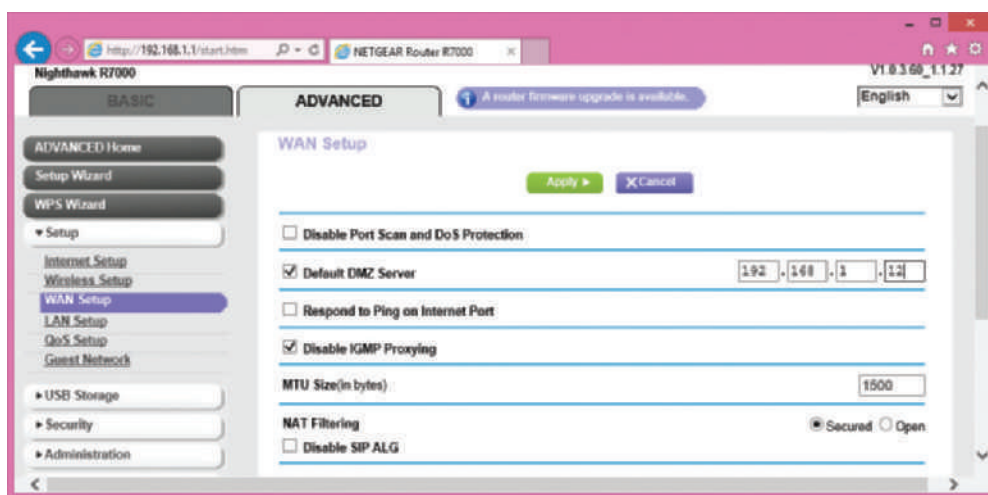 http://192.168.1.1/start.htm
NETGEAR Router R7000
Nighthawk R7000
V1.0.3.60_1.1.27
BASIC
ADVANCED
A router firmware upgrade is available.
English
ADVANCED Home
Setup Wizard
WPS Wizard
Setup
Internet Setup
Wireless Setup
WAN Setup
LAN Setup
QoS Setup
Guest Network
USB Storage
Security
Administration
WAN Setup
Apply
X Cancel
Disable Port Scan and DoS Protection
Default DMZ Server 192 . 168 . 1 . 12
Respond to Ping on Internet Port
Disable IGMP Proxying
MTU Size(in bytes) 1500
NAT Filtering Secured Open
Disable SIP ALG